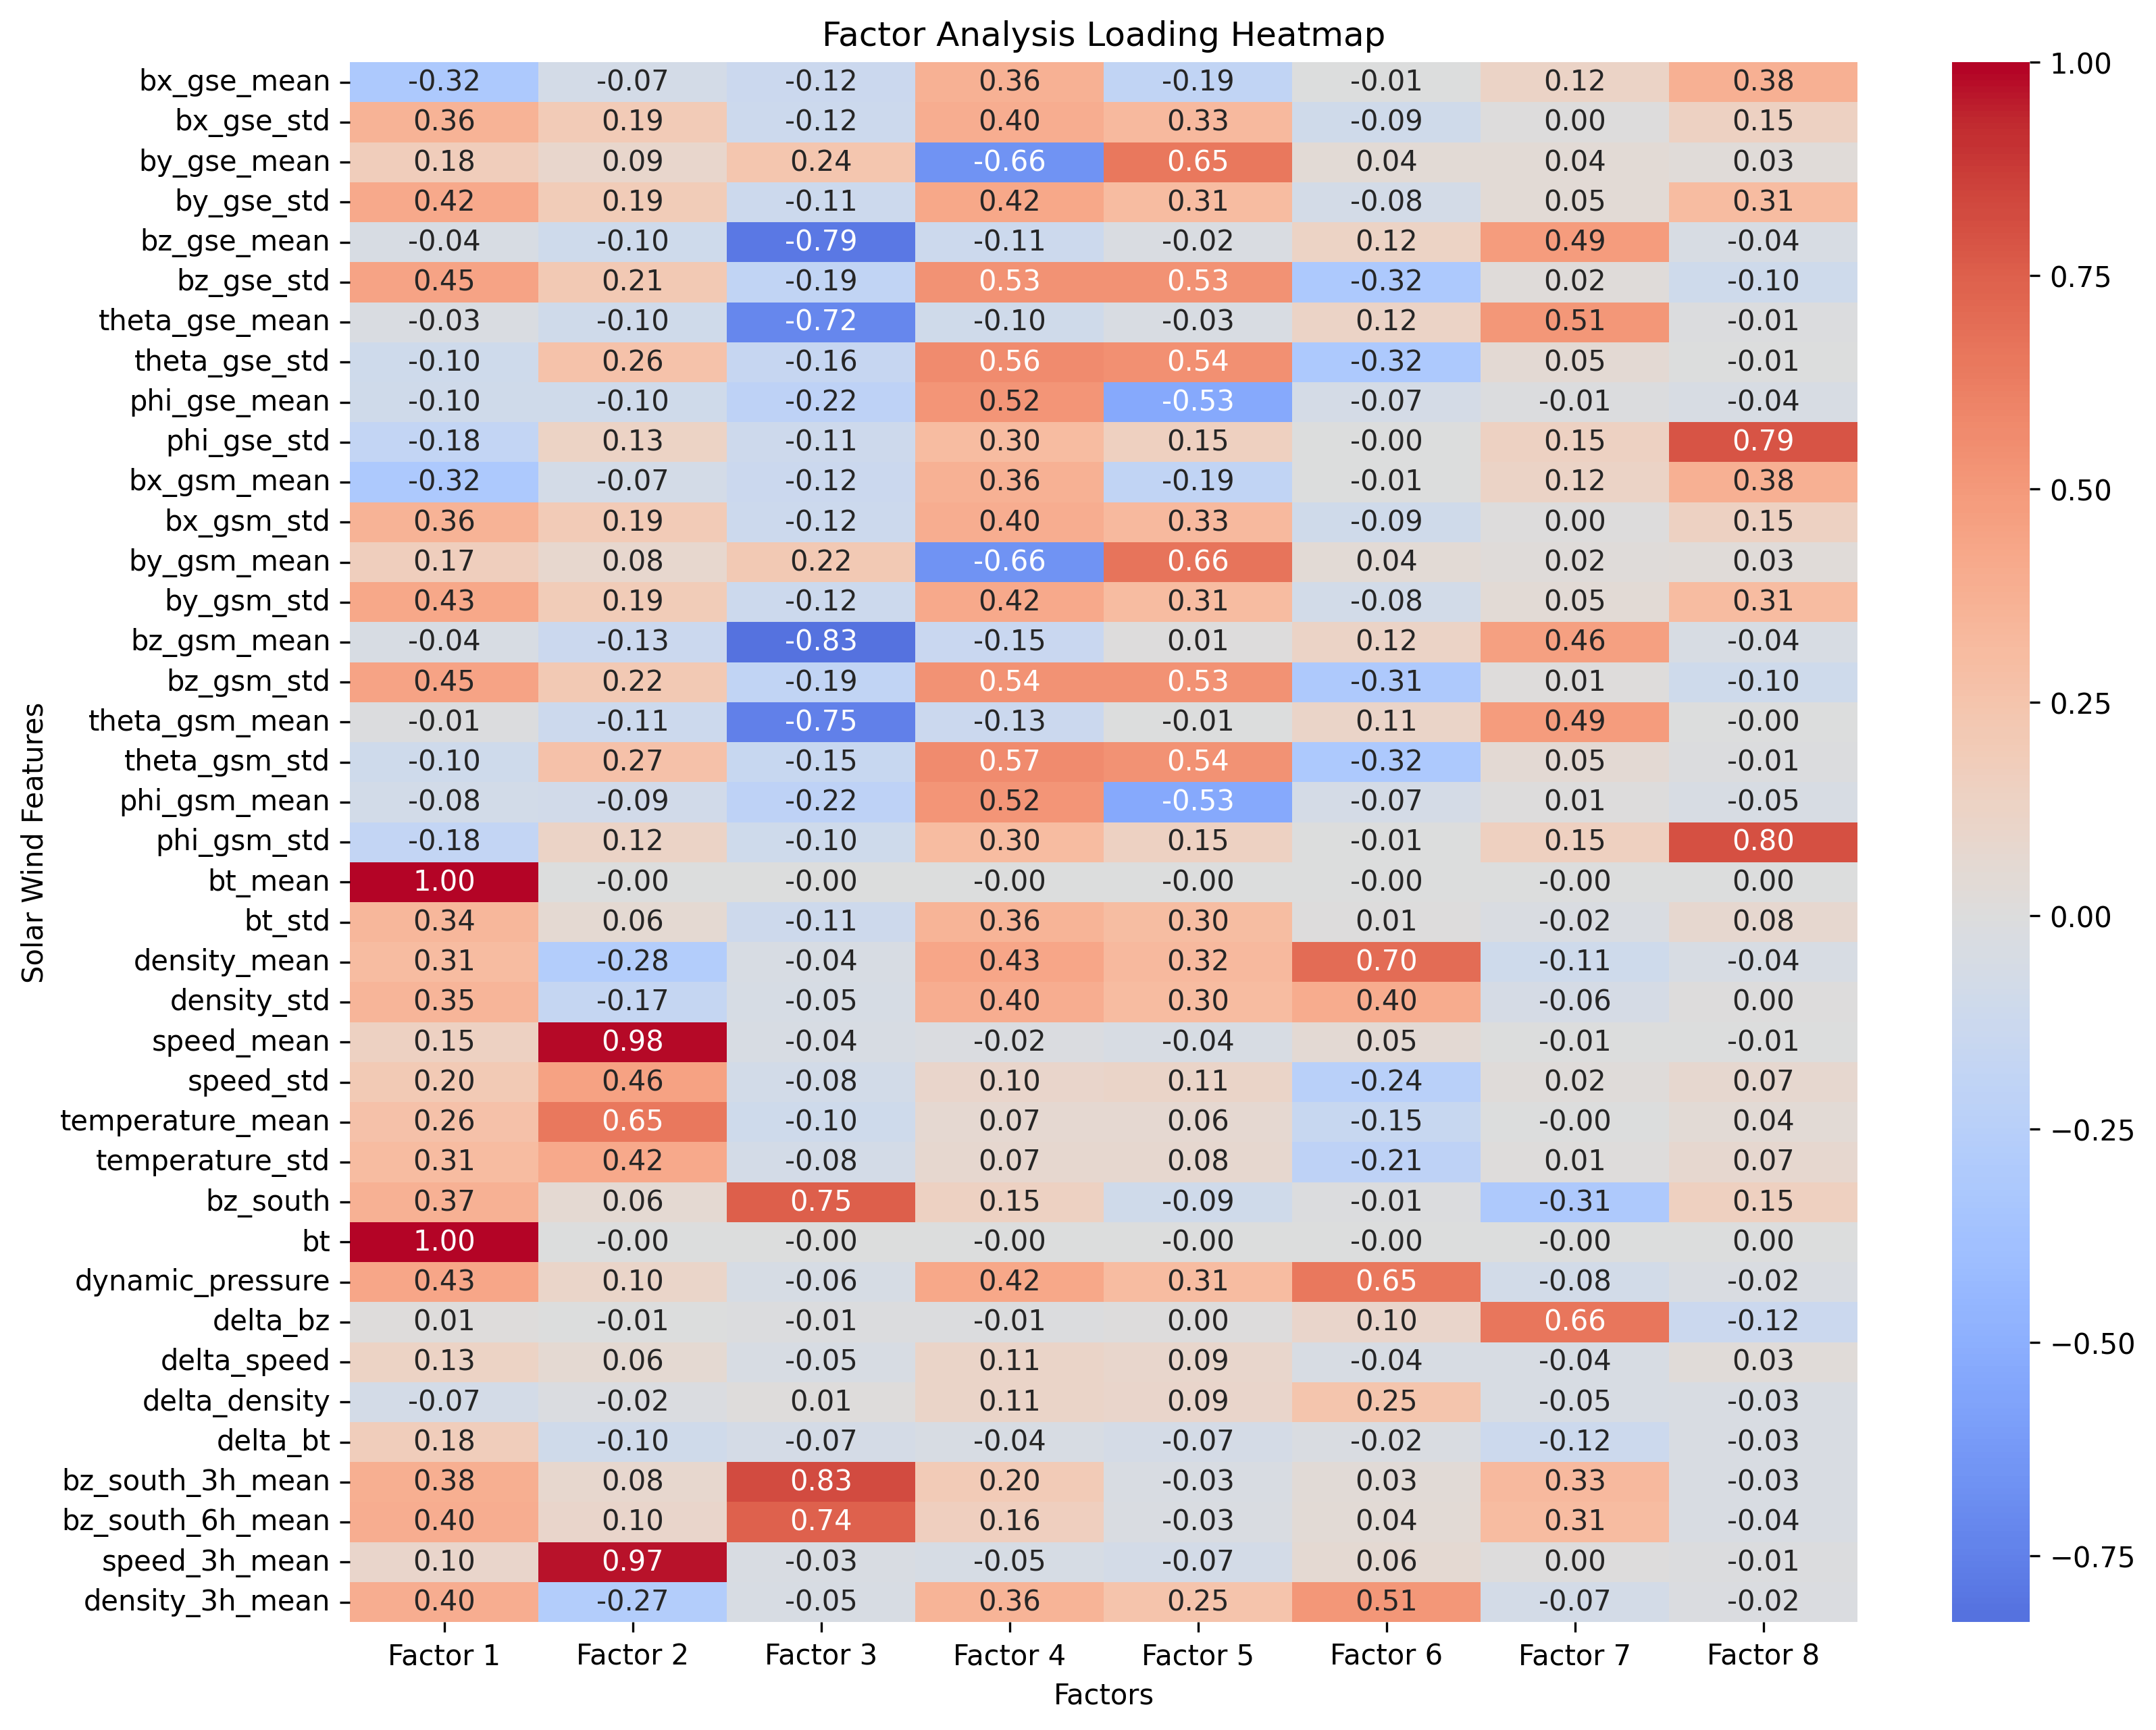 Factor Analysis Loading Heatmap
bx_gse_mean -0.32 -0.07 -0.12 0.36 -0.19 -0.01 0.12 0.38
bx_gse_std 0.36 0.19 -0.12 0.40 0.33 -0.09 0.00 0.15
by_gse_mean 0.18 0.09 0.24 -0.66 0.65 0.04 0.04 0.03
by_gse_std 0.42 0.19 -0.11 0.42 0.31 -0.08 0.05 0.31
bz_gse_mean -0.04 -0.10 -0.79 -0.11 -0.02 0.12 0.49 -0.04
bz_gse_std 0.45 0.21 -0.19 0.53 0.53 -0.32 0.02 -0.10
theta_gse_mean -0.03 -0.10 -0.72 -0.10 -0.03 0.12 0.51 -0.01
theta_gse_std -0.10 0.26 -0.16 0.56 0.54 -0.32 0.05 -0.01
phi_gse_mean -0.10 -0.10 -0.22 0.52 -0.53 -0.07 -0.01 -0.04
phi_gse_std -0.18 0.13 -0.11 0.30 0.15 -0.00 0.15 0.79
bx_gsm_mean -0.32 -0.07 -0.12 0.36 -0.19 -0.01 0.12 0.38
bx_gsm_std 0.36 0.19 -0.12 0.40 0.33 -0.09 0.00 0.15
by_gsm_mean 0.17 0.08 0.22 -0.66 0.66 0.04 0.02 0.03
by_gsm_std 0.43 0.19 -0.12 0.42 0.31 -0.08 0.05 0.31
bz_gsm_mean -0.04 -0.13 -0.83 -0.15 0.01 0.12 0.46 -0.04
bz_gsm_std 0.45 0.22 -0.19 0.54 0.53 -0.31 0.01 -0.10
theta_gsm_mean -0.01 -0.11 -0.75 -0.13 -0.01 0.11 0.49 -0.00
theta_gsm_std -0.10 0.27 -0.15 0.57 0.54 -0.32 0.05 -0.01
phi_gsm_mean -0.08 -0.09 -0.22 0.52 -0.53 -0.07 0.01 -0.05
phi_gsm_std -0.18 0.12 -0.10 0.30 0.15 -0.01 0.15 0.80
bt_mean 1.00 -0.00 -0.00 -0.00 -0.00 -0.00 -0.00 0.00
bt_std 0.34 0.06 -0.11 0.36 0.30 0.01 -0.02 0.08
density_mean 0.31 -0.28 -0.04 0.43 0.32 0.70 -0.11 -0.04
density_std 0.35 -0.17 -0.05 0.40 0.30 0.40 -0.06 0.00
speed_mean 0.15 0.98 -0.04 -0.02 -0.04 0.05 -0.01 -0.01
speed_std 0.20 0.46 -0.08 0.10 0.11 -0.24 0.02 0.07
temperature_mean 0.26 0.65 -0.10 0.07 0.06 -0.15 -0.00 0.04
temperature_std 0.31 0.42 -0.08 0.07 0.08 -0.21 0.01 0.07
bz_south 0.37 0.06 0.75 0.15 -0.09 -0.01 -0.31 0.15
bt 1.00 -0.00 -0.00 -0.00 -0.00 -0.00 -0.00 0.00
dynamic_pressure 0.43 0.10 -0.06 0.42 0.31 0.65 -0.08 -0.02
delta_bz 0.01 -0.01 -0.01 -0.01 0.00 0.10 0.66 -0.12
delta_speed 0.13 0.06 -0.05 0.11 0.09 -0.04 -0.04 0.03
delta_density -0.07 -0.02 0.01 0.11 0.09 0.25 -0.05 -0.03
delta_bt 0.18 -0.10 -0.07 -0.04 -0.07 -0.02 -0.12 -0.03
bz_south_3h_mean 0.38 0.08 0.83 0.20 -0.03 0.03 0.33 -0.03
bz_south_6h_mean 0.40 0.10 0.74 0.16 -0.03 0.04 0.31 -0.04
speed_3h_mean 0.10 0.97 -0.03 -0.05 -0.07 0.06 0.00 -0.01
density_3h_mean 0.40 -0.27 -0.05 0.36 0.25 0.51 -0.07 -0.02
Factor 1 Factor 2 Factor 3 Factor 4 Factor 5 Factor 6 Factor 7 Factor 8
Factors
Solar Wind Features
1.00
0.75
0.50
0.25
0.00
−0.25
−0.50
−0.75